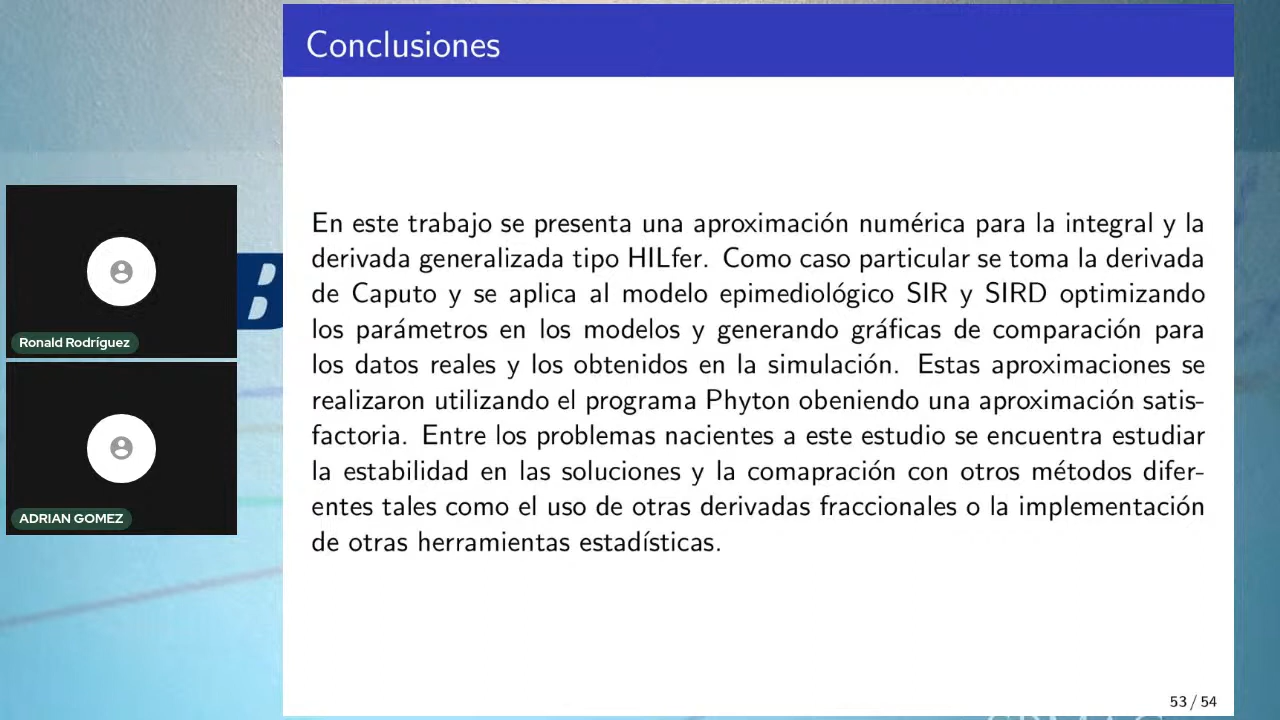 Conclusiones
En este trabajo se presenta una aproximación numérica para la integral y la
derivada generalizada tipo HILfer. Como caso particular se toma la derivada
de Caputo y se aplica al modelo epimediológico SIR y SIRD optimizando
los parámetros en los modelos y generando gráficas de comparación para
los datos reales y los obtenidos en la simulación. Estas aproximaciones se
realizaron utilizando el programa Phyton obeniendo una aproximación satis-
factoria. Entre los problemas nacientes a este estudio se encuentra estudiar
la estabilidad en las soluciones y la comapración con otros métodos difer-
entes tales como el uso de otras derivadas fraccionales o la implementación
de otras herramientas estadísticas.
53 / 54
Ronald Rodríguez
B
ADRIAN GOMEZ